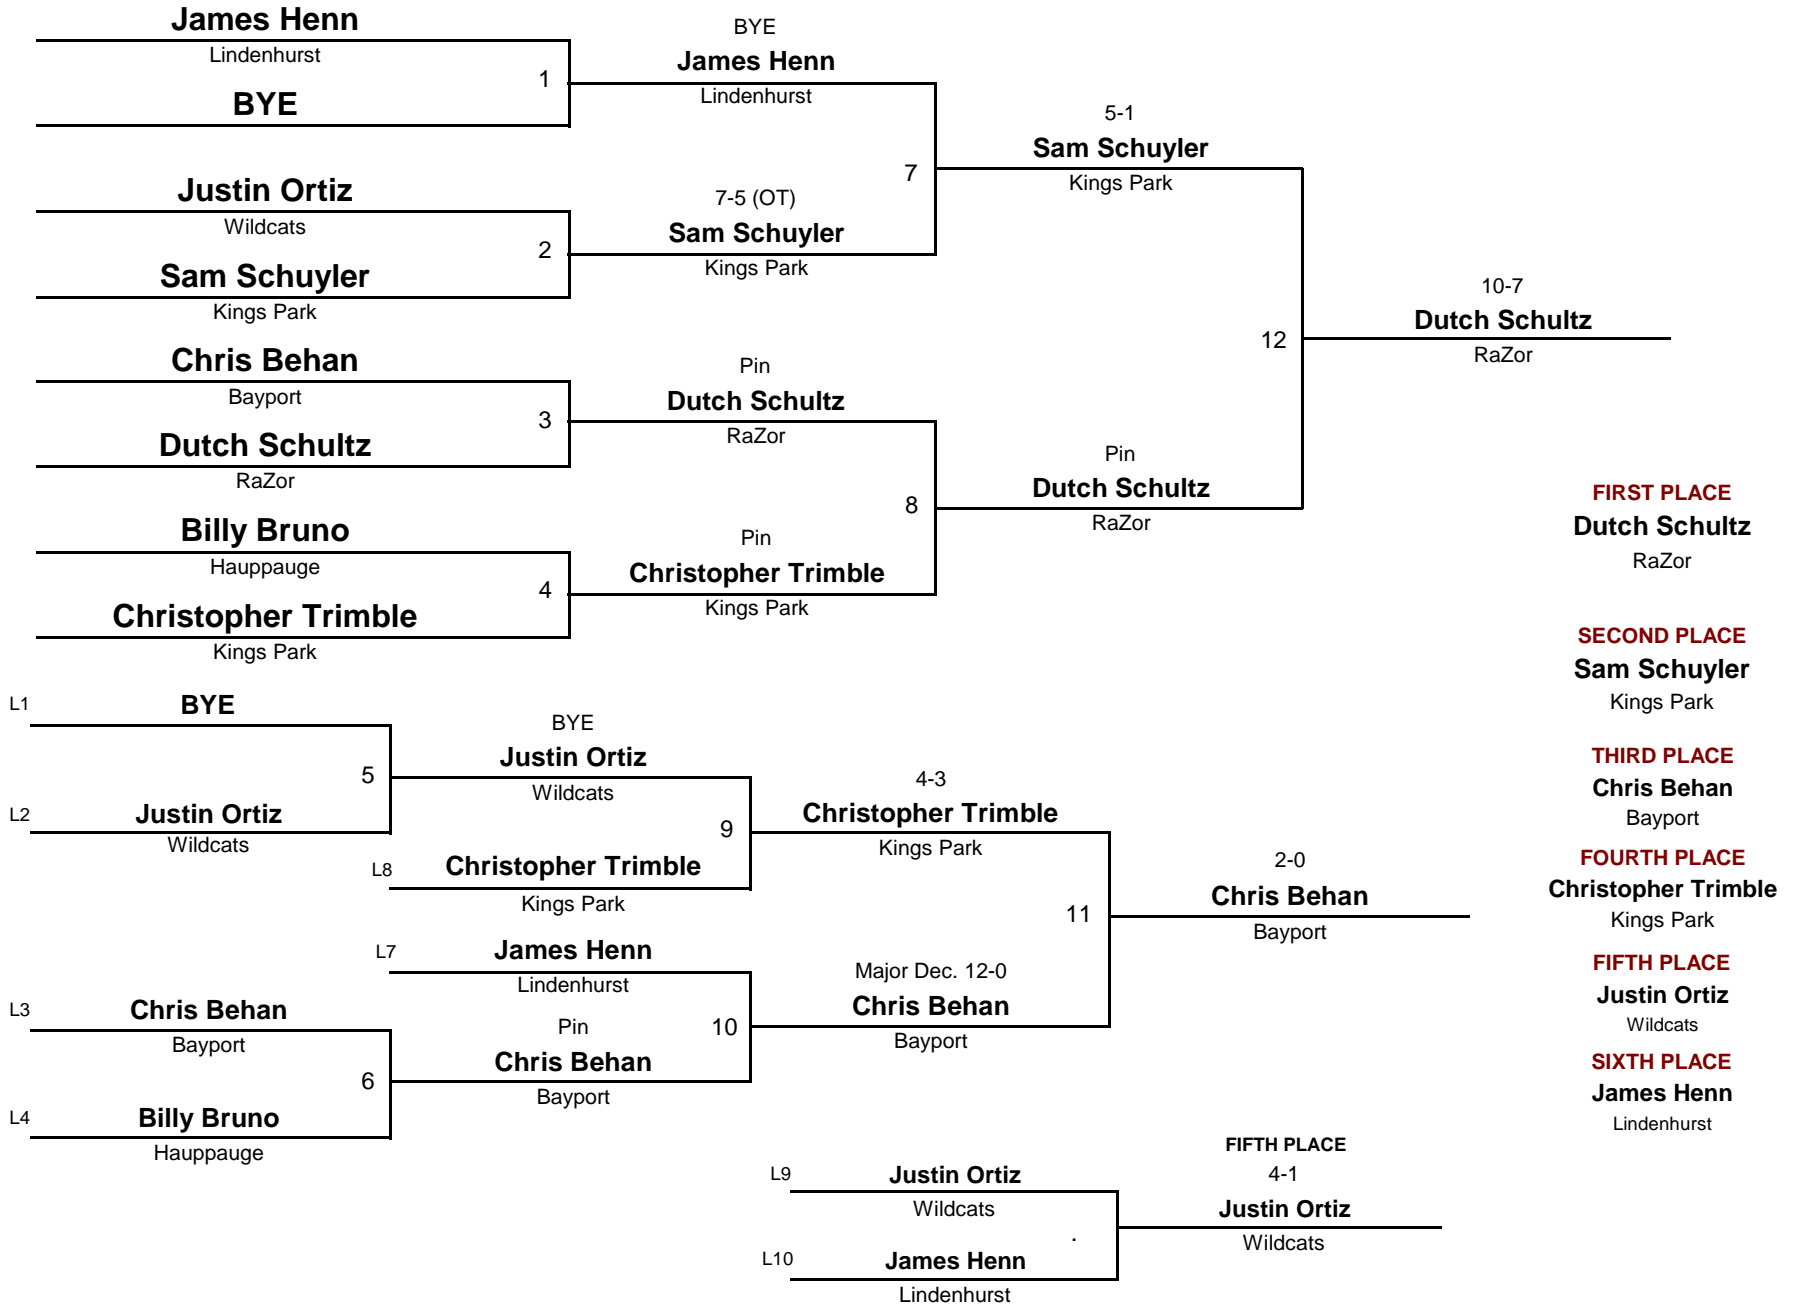 James Henn
Lindenhurst
1
BYE
Justin Ortiz
Wildcats
2
Sam Schuyler
Kings Park
Chris Behan
Bayport
3
Dutch Schultz
RaZor
Billy Bruno
Hauppauge
4
Christopher Trimble
Kings Park
BYE
James Henn
Lindenhurst
7
7-5 (OT)
Sam Schuyler
Kings Park
Pin
Dutch Schultz
RaZor
8
Pin
Christopher Trimble
Kings Park
5-1
Sam Schuyler
Kings Park
12
Pin
Dutch Schultz
RaZor
10-7
Dutch Schultz
RaZor
FIRST PLACE
Dutch Schultz
RaZor
SECOND PLACE
Sam Schuyler
Kings Park
THIRD PLACE
Chris Behan
Bayport
FOURTH PLACE
Christopher Trimble
Kings Park
FIFTH PLACE
Justin Ortiz
Wildcats
SIXTH PLACE
James Henn
Lindenhurst
L1 BYE
5
L2 Justin Ortiz
Wildcats
L3 Chris Behan
Bayport
6
L4 Billy Bruno
Hauppauge
BYE
Justin Ortiz
Wildcats
9
L8 Christopher Trimble
Kings Park
L7 James Henn
Lindenhurst
10
Pin
Chris Behan
Bayport
4-3
Christopher Trimble
Kings Park
11
Major Dec. 12-0
Chris Behan
Bayport
2-0
Chris Behan
Bayport
L9 Justin Ortiz
Wildcats
.
L10 James Henn
Lindenhurst
FIFTH PLACE
4-1
Justin Ortiz
Wildcats